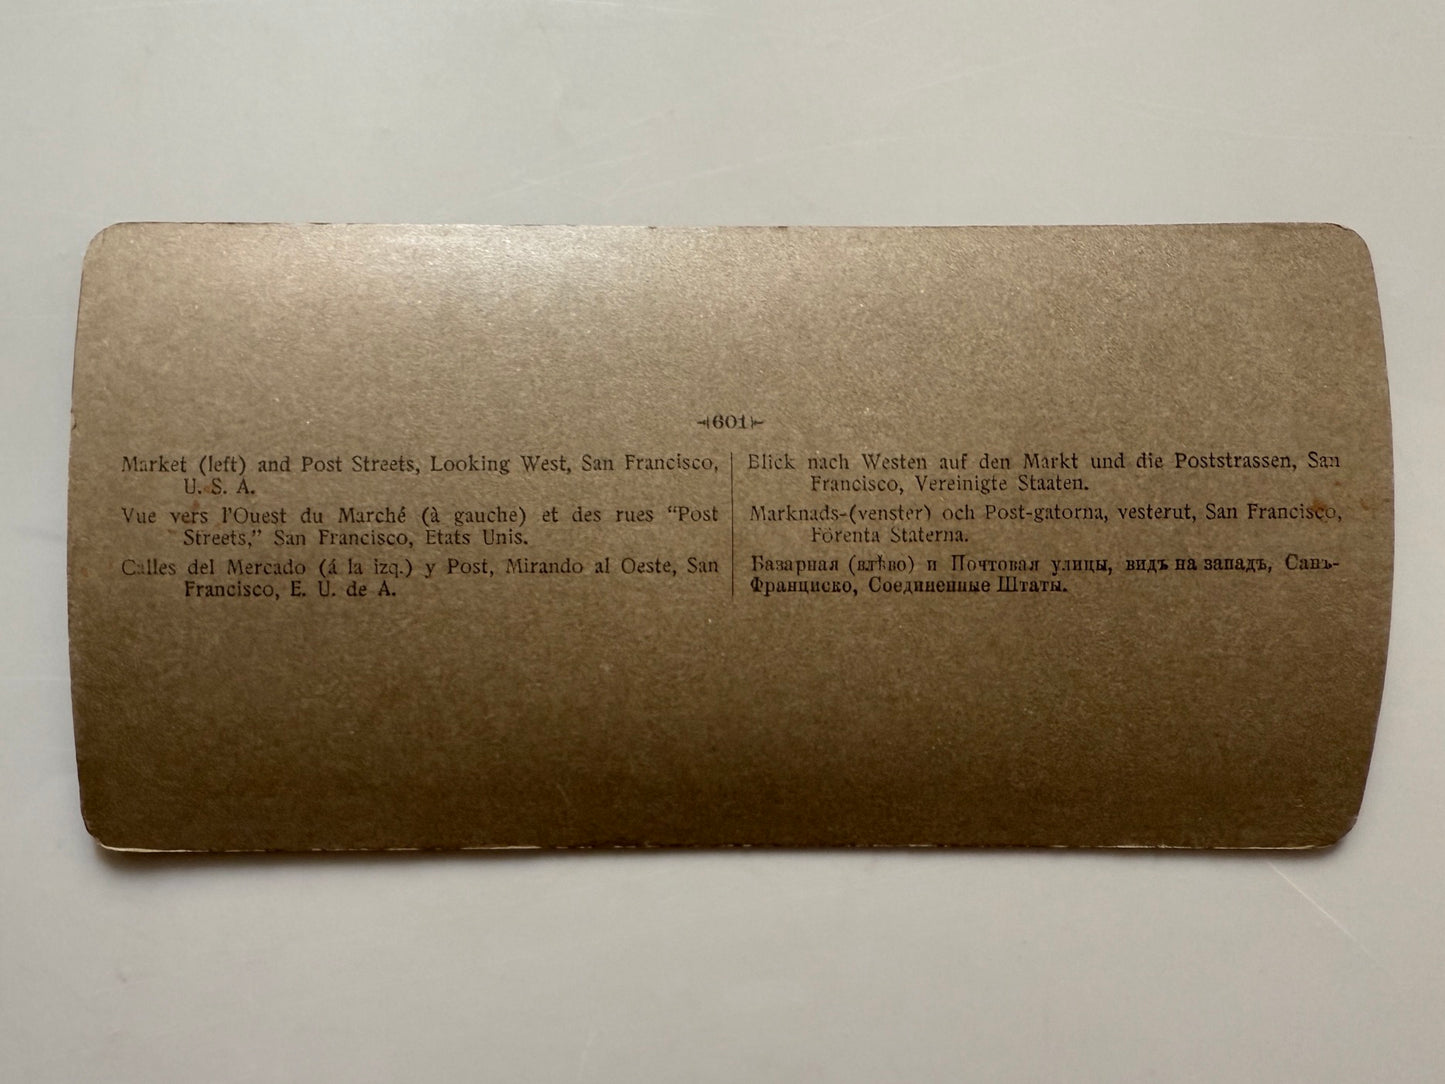 601
Market (left) and Post Streets, Looking West, San Francisco,
U. S. A.
Vue vers l'Ouest du Marché (à gauche) et des rues “Post
Streets,” San Francisco, Etats Unis.
Calles del Mercado (á la izq.) y Post, Mirando al Oeste, San
Francisco, E. U. de A.
Blick nach Westen auf den Markt und die Poststrassen, San
Francisco, Vereinigte Staaten.
Marknads-(venster) och Post-gatorna, vesterut, San Francisco,
Förenta Staterna.
Базарная (влѣво) и Почтовая улицы, видъ на западъ, Санъ-
Франциско, Соединенные Штаты.